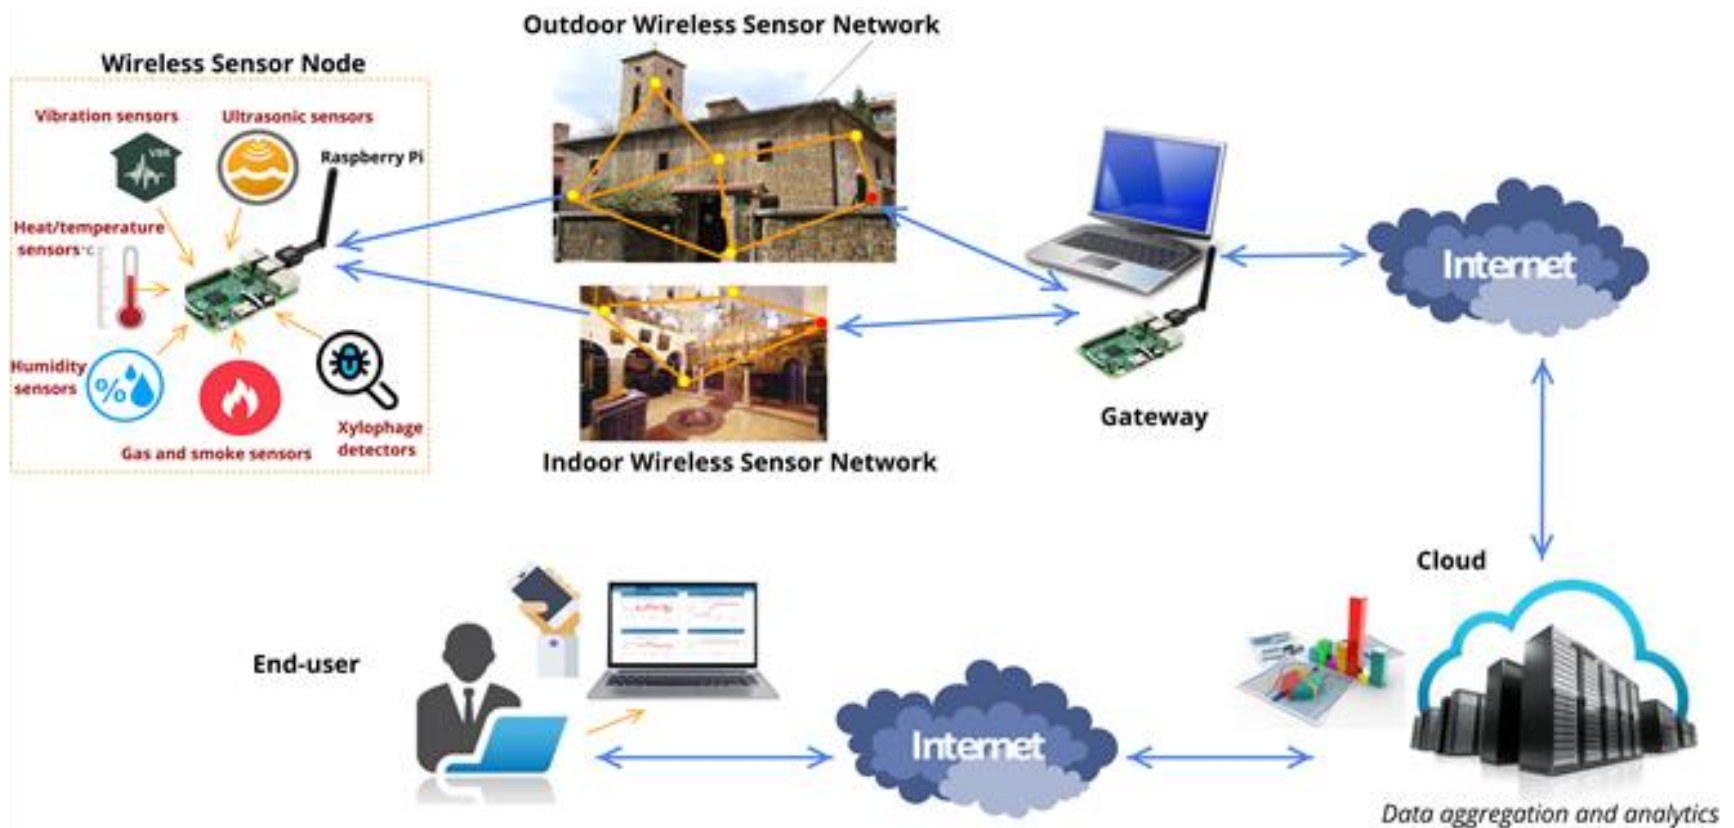 Outdoor Wireless Sensor Network
Wireless Sensor Node
Vibration sensors
Ultrasonic sensors
VBR
Raspberry Pi
Heat/temperature
sensors
°C
Humidity
sensors
%
Gas and smoke sensors
Xylophage
detectors
Indoor Wireless Sensor Network
Gateway
Internet
Cloud
End-user
Internet
Data aggregation and analytics